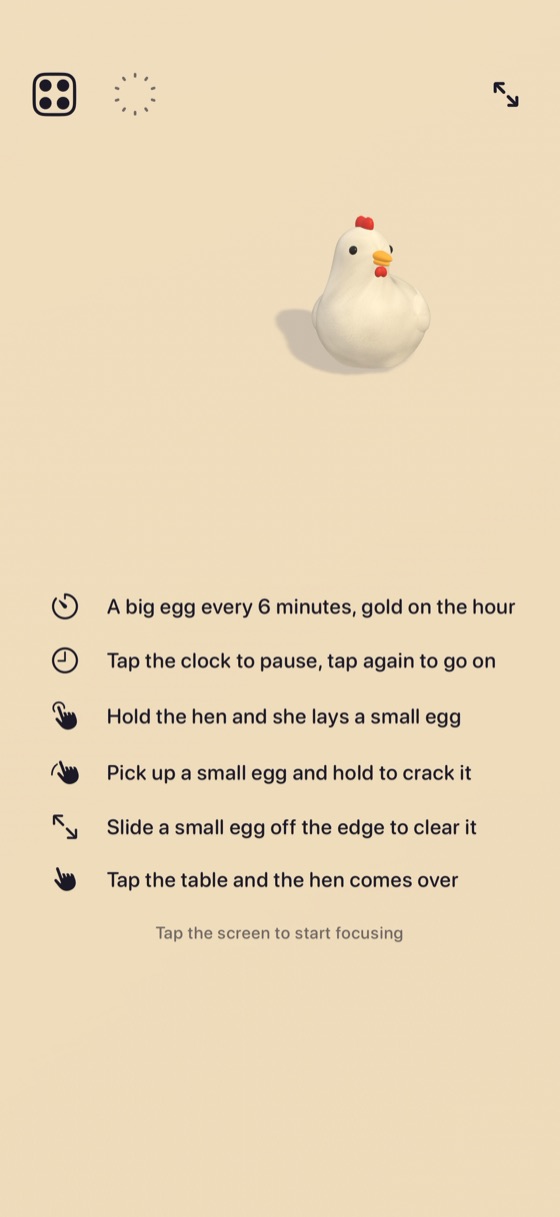 A big egg every 6 minutes, gold on the hour
Tap the clock to pause, tap again to go on
Hold the hen and she lays a small egg
Pick up a small egg and hold to crack it
Slide a small egg off the edge to clear it
Tap the table and the hen comes over
Tap the screen to start focusing